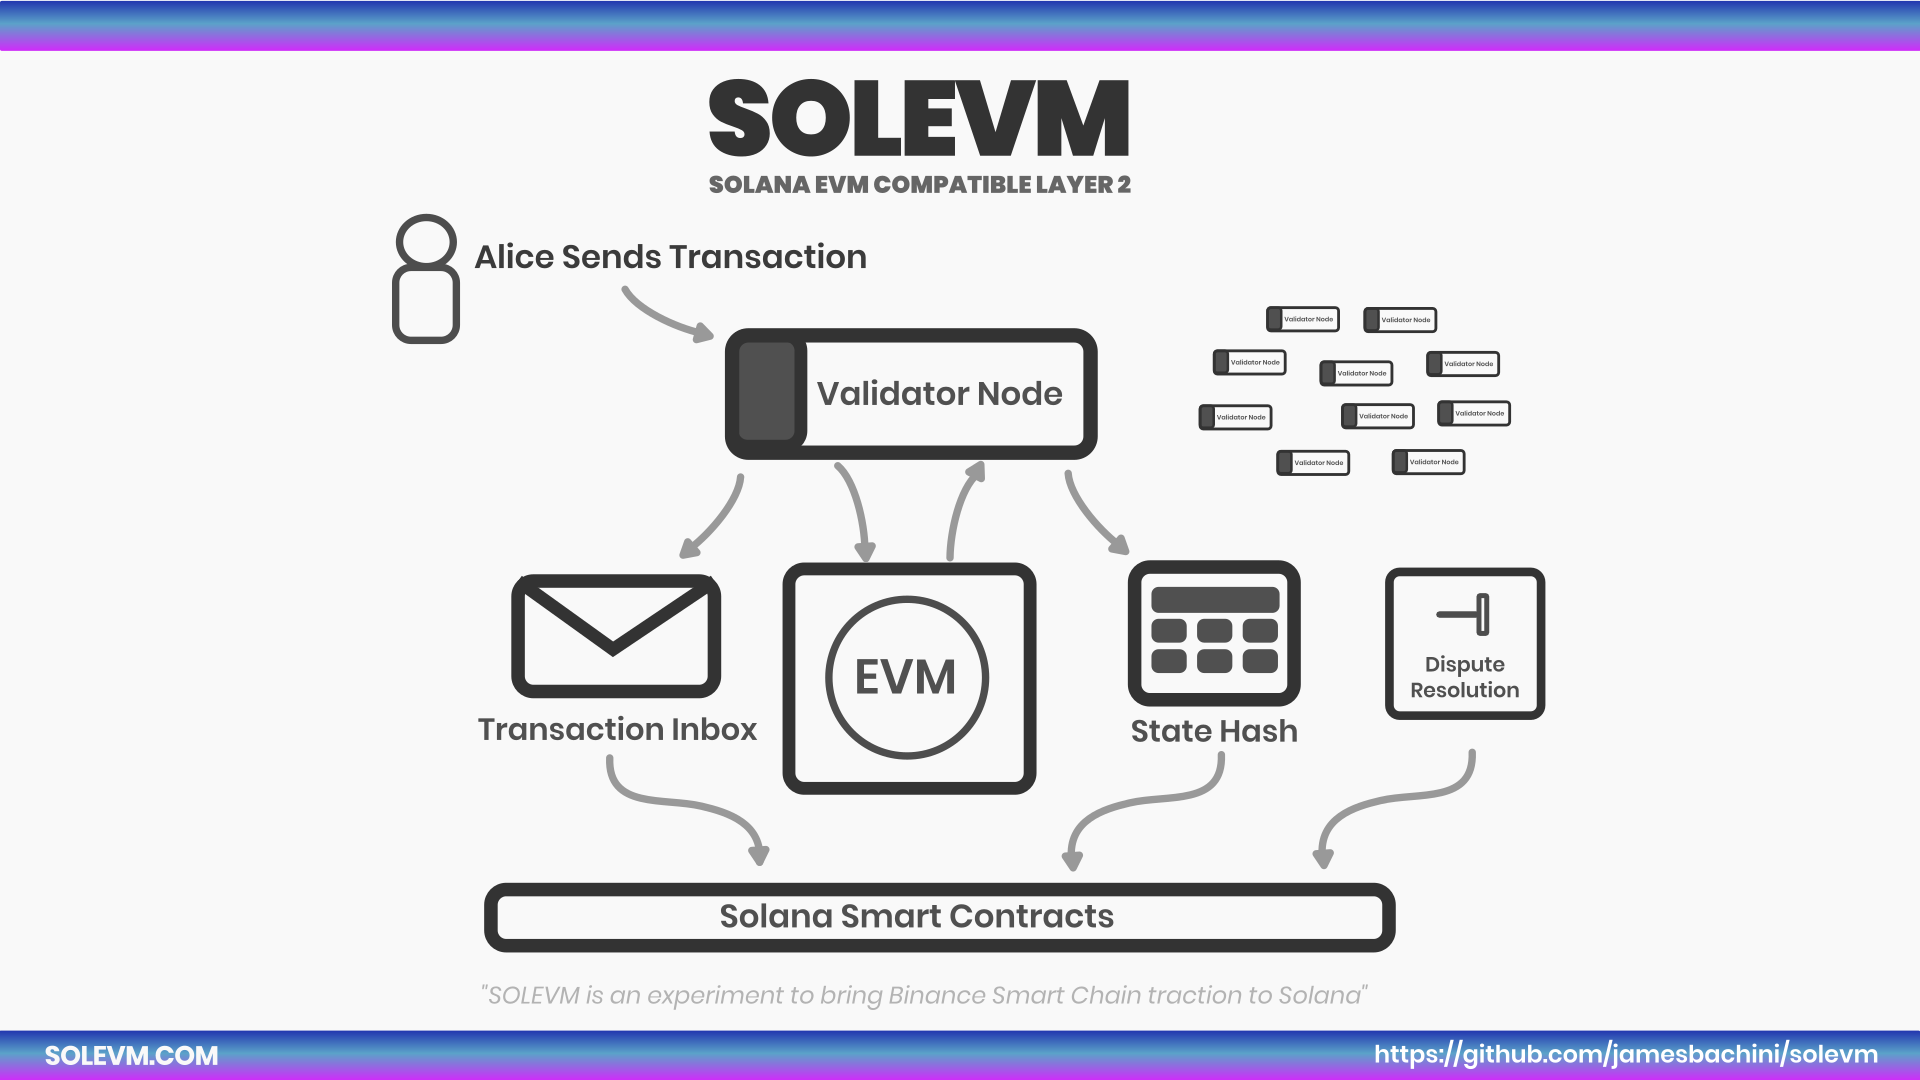 SOLEVM
SOLANA EVM COMPATIBLE LAYER 2
Alice Sends Transaction
Validator Node
Validator Node
Validator Node
Validator Node
Validator Node
Validator Node
Validator Node
Validator Node
Validator Node
Validator Node
Validator Node
EVM
Dispute
Resolution
Transaction Inbox
State Hash
Solana Smart Contracts
"SOLEVM is an experiment to bring Binance Smart Chain traction to Solana"
SOLEVM.COM
https://github.com/jamesbachini/solevm